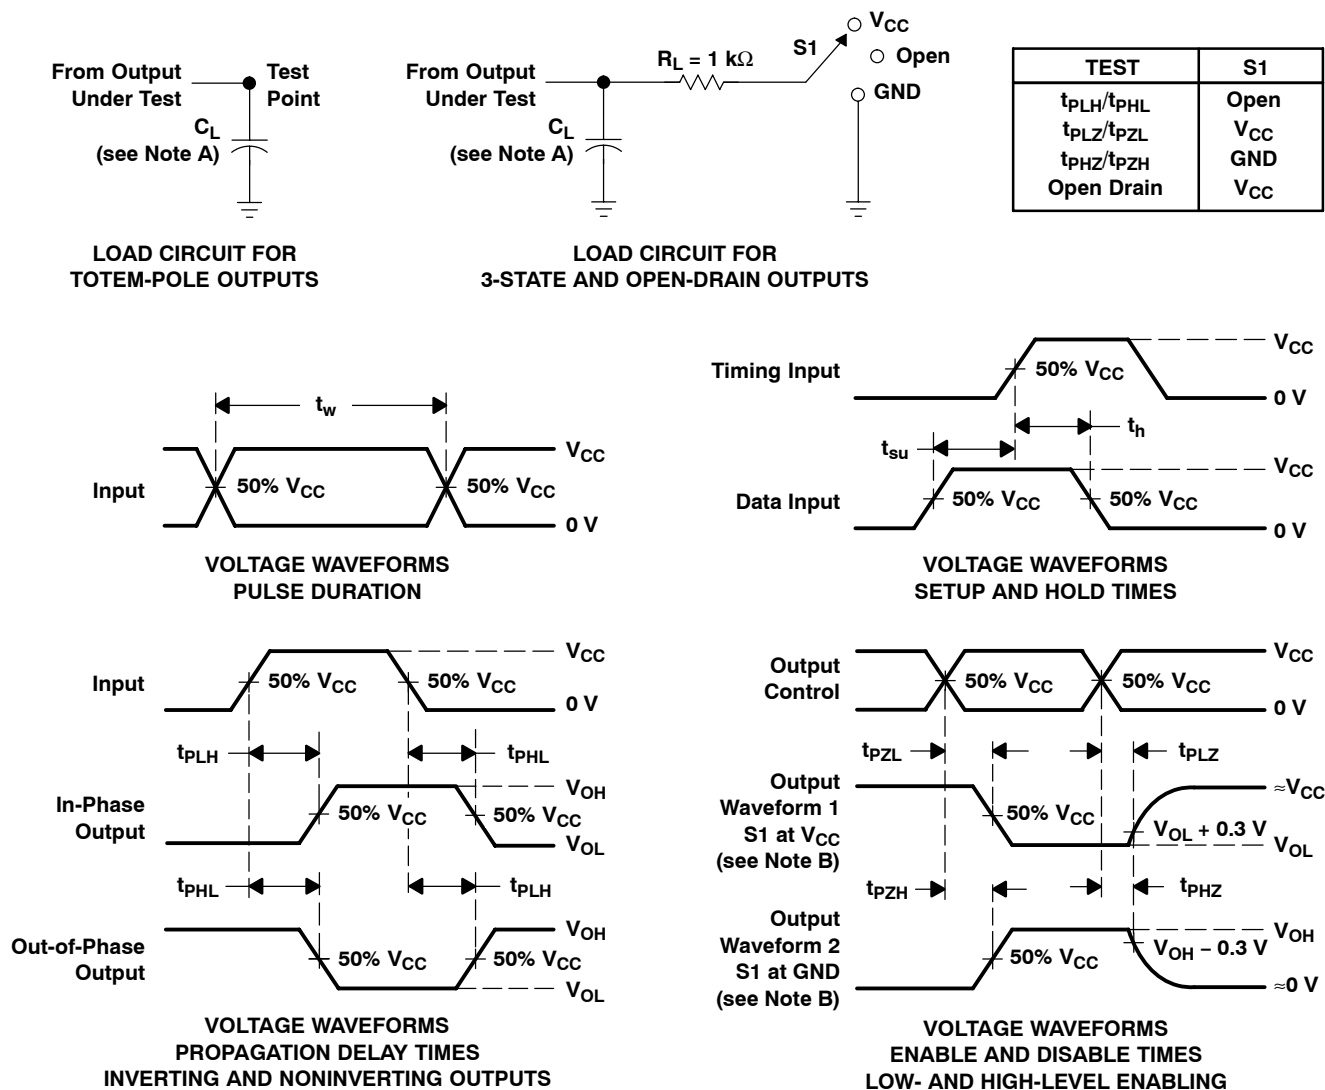 From Output
Under Test
Test
Point
CL
(see Note A)
LOAD CIRCUIT FOR
TOTEM-POLE OUTPUTS
From Output
Under Test
RL = 1 kΩ
S1
VCC
Open
GND
CL
(see Note A)
LOAD CIRCUIT FOR
3-STATE AND OPEN-DRAIN OUTPUTS
TEST S1
tPLH/tPHL Open
tPLZ/tPZL VCC
tPHZ/tPZH GND
Open Drain VCC
tw
Input
50% VCC
50% VCC
VCC
0 V
VOLTAGE WAVEFORMS
PULSE DURATION
Timing Input
50% VCC
VCC
0 V
th
tsu
Data Input
50% VCC
50% VCC
VCC
0 V
VOLTAGE WAVEFORMS
SETUP AND HOLD TIMES
Input
50% VCC
50% VCC
VCC
0 V
tPLH
tPHL
In-Phase
Output
50% VCC
50% VCC
VOH
VOL
tPHL
tPLH
Out-of-Phase
Output
50% VCC
50% VCC
VOH
VOL
VOLTAGE WAVEFORMS
PROPAGATION DELAY TIMES
INVERTING AND NONINVERTING OUTPUTS
Output
Control
50% VCC
50% VCC
VCC
0 V
tPZL
tPLZ
Output
Waveform 1
S1 at VCC
(see Note B)
50% VCC
VOL + 0.3 V
≈VCC
VOL
tPZH
tPHZ
Output
Waveform 2
S1 at GND
(see Note B)
50% VCC
VOH − 0.3 V
VOH
≈0 V
VOLTAGE WAVEFORMS
ENABLE AND DISABLE TIMES
LOW- AND HIGH-LEVEL ENABLING